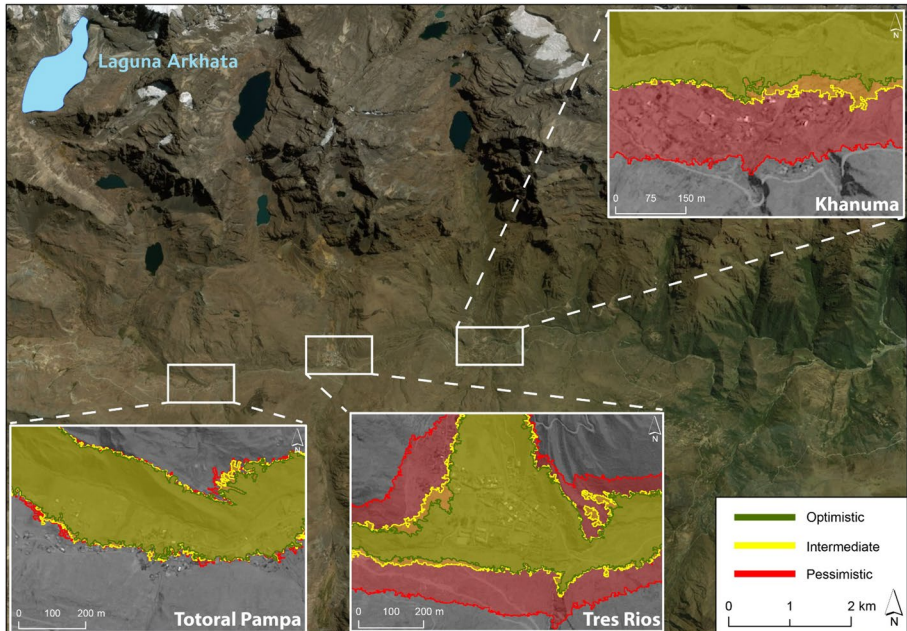 Laguna Arkhata
N
0 75 150 m
Khanuma
N
0 100 200 m
Totoral Pampa
N
0 100 200 m
Tres Rios
Optimistic
Intermediate
Pessimistic
0 1 2 km
N